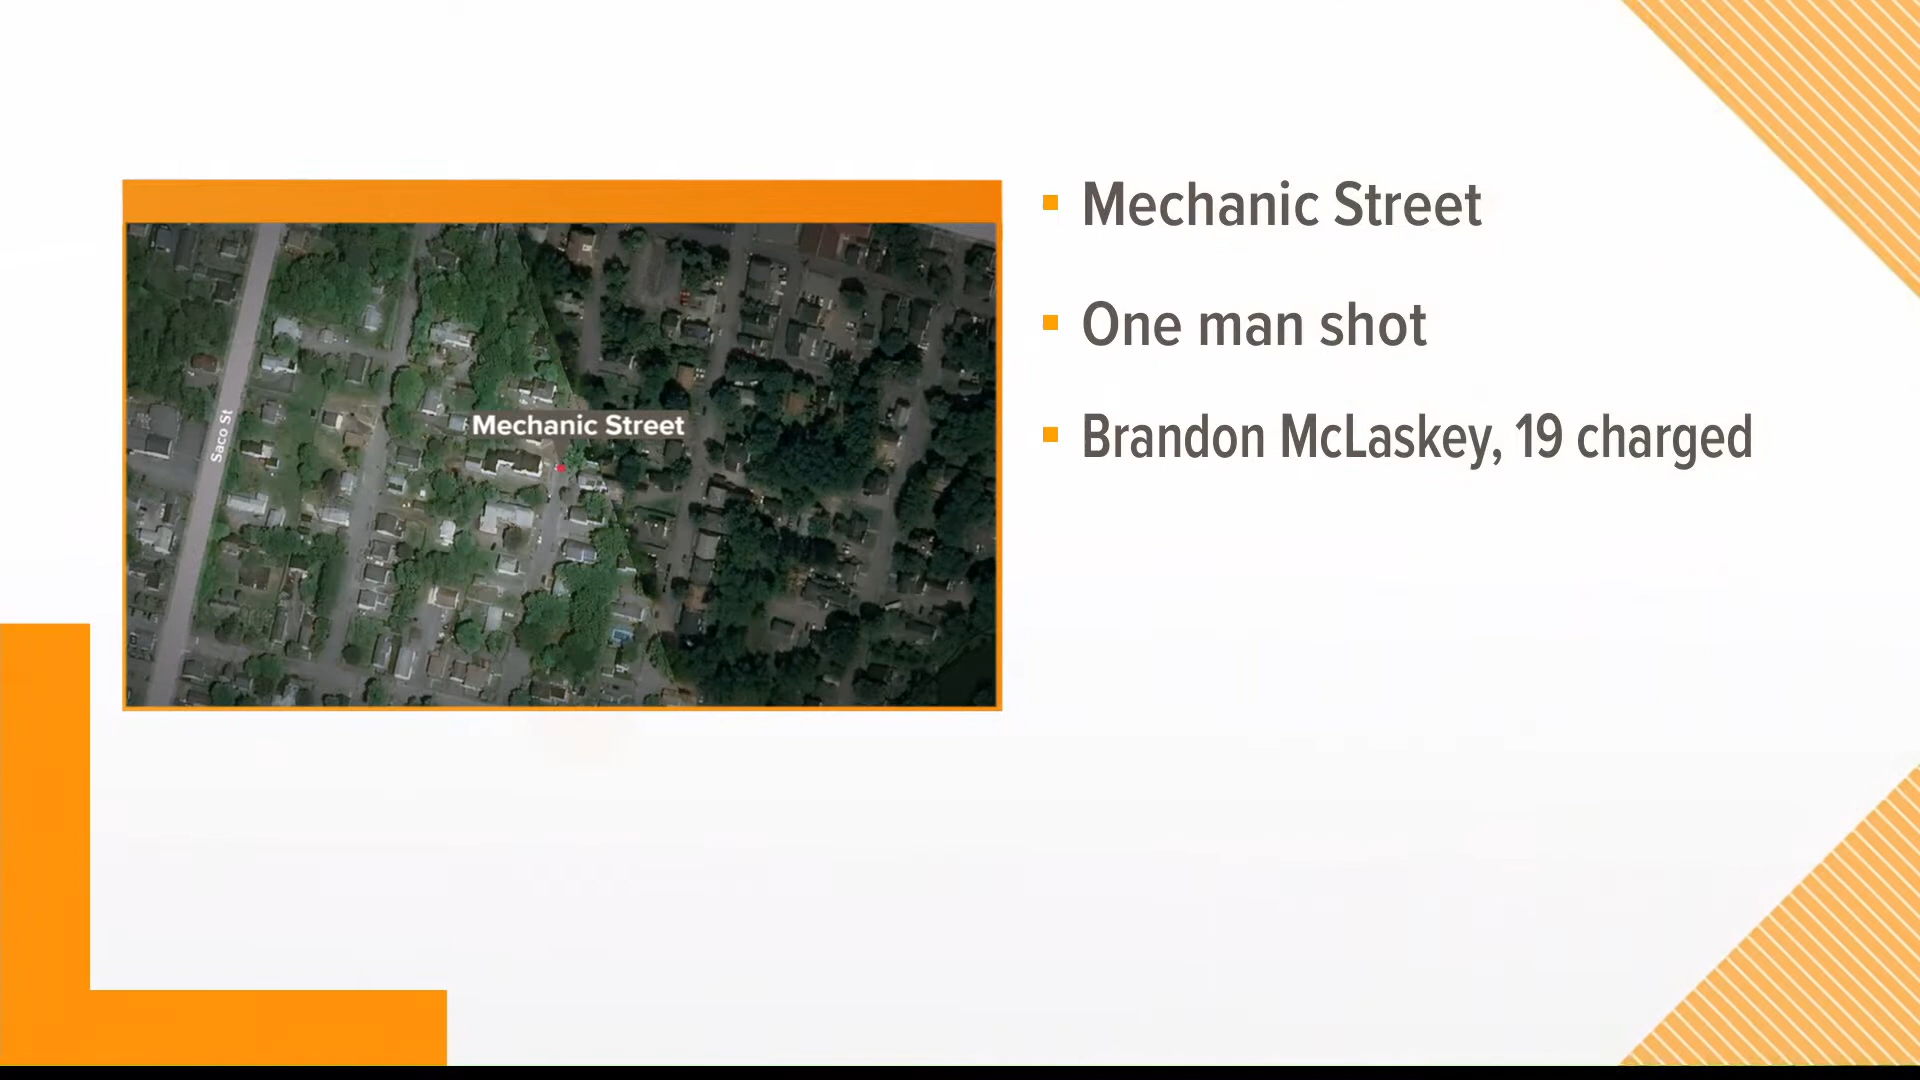 Mechanic Street
One man shot
Brandon McLaskey, 19 charged
Mechanic Street
Saco St